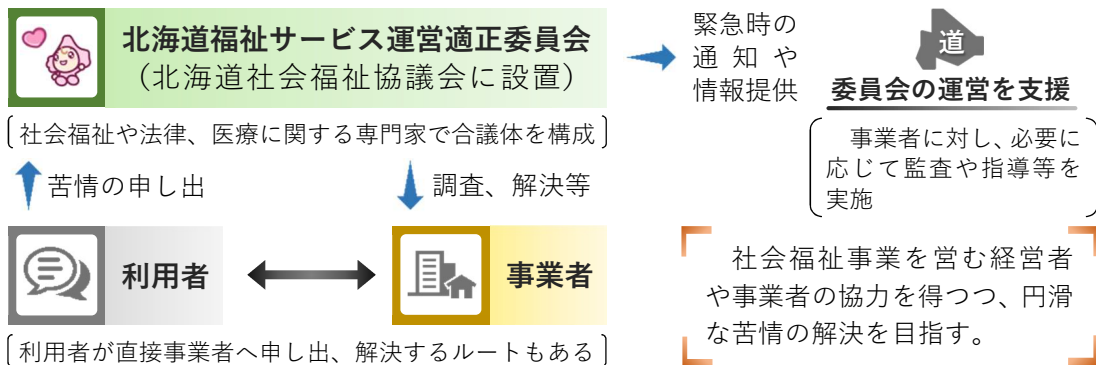 北海道福祉サービス運営適正委員会
（北海道社会福祉協議会に設置）
社会福祉や法律、医療に関する専門家で合議体を構成
苦情の申し出
調査、解決等
利用者
事業者
利用者が直接事業者へ申し出、解決するルートもある
緊急時の
通知や
情報提供
道
委員会の運営を支援
事業者に対し、必要に
応じて監査や指導等を
実施
社会福祉事業を営む経営者
や事業者の協力を得つつ、円滑
な苦情の解決を目指す。